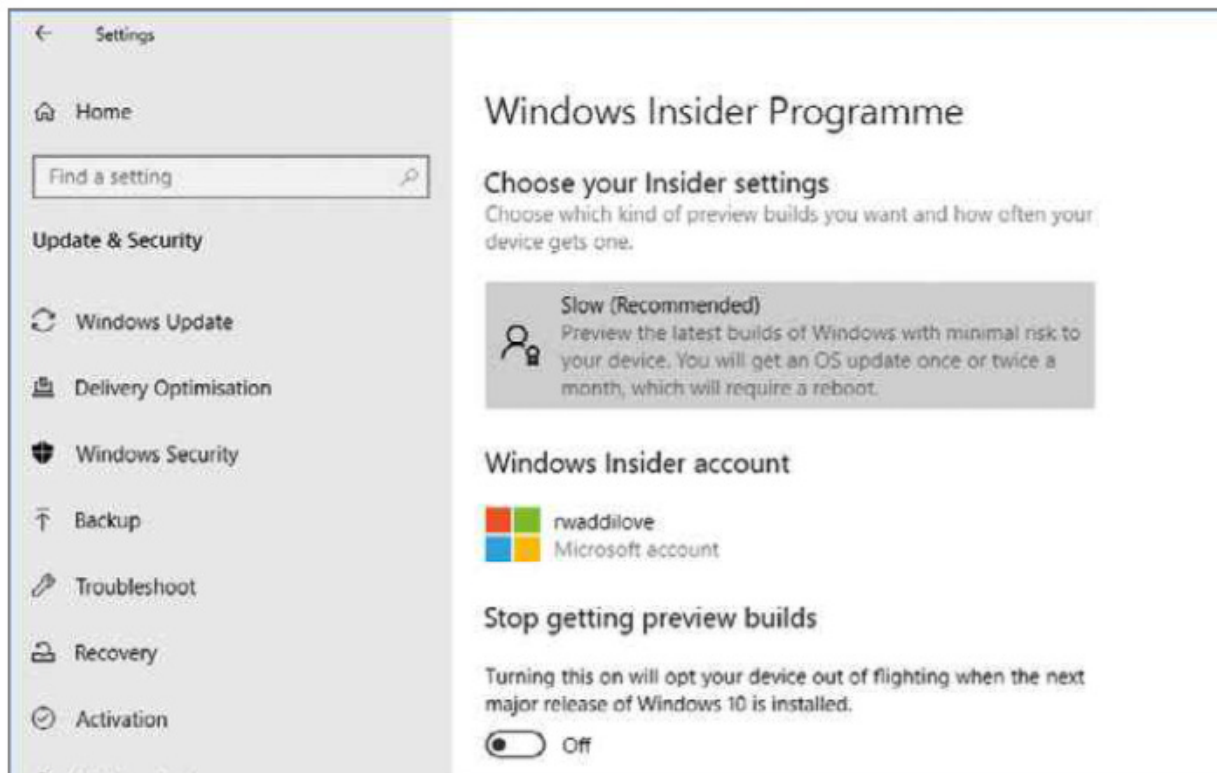 Settings
Home
Find a setting
Update & Security
Windows Update
Delivery Optimisation
Windows Security
Backup
Troubleshoot
Recovery
Activation
Windows Insider Programme
Choose your Insider settings
Choose which kind of preview builds you want and how often your
device gets one.
Slow (Recommended)
Preview the latest builds of Windows with minimal risk to
your device. You will get an OS update once or twice a
month, which will require a reboot.
Windows Insider account
rwaddilove
Microsoft account
Stop getting preview builds
Turning this on will opt your device out of flighting when the next
major release of Windows 10 is installed.
Off